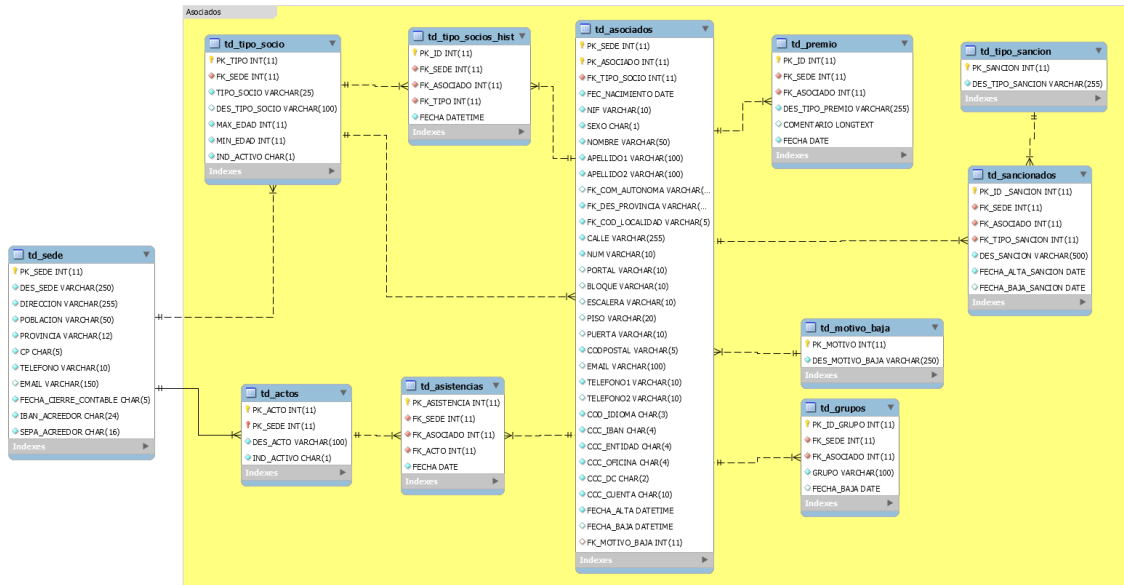 Asociados
td_tipo_socio
PK_TIPO INT(11)
FK_SEDE INT(11)
TIPO_SOCIO VARCHAR(25)
DES_TIPO_SOCIO VARCHAR(100)
MAX_EDAD INT(11)
MIN_EDAD INT(11)
IND_ACTIVO CHAR(1)
Indexes
td_tipo_socios_hist
PK_ID INT(11)
FK_SEDE INT(11)
FK_ASOCIADO INT(11)
FK_TIPO INT(11)
FECHA DATETIME
Indexes
td_asociados
PK_SEDE INT(11)
PK_ASOCIADO INT(11)
FK_TIPO_SOCIO INT(11)
FEC_NACIMIENTO DATE
NIF VARCHAR(10)
SEXO CHAR(1)
NOMBRE VARCHAR(50)
APELLIDO1 VARCHAR(100)
APELLIDO2 VARCHAR(100)
FK_COM_AUTONOMA VARCHAR(...
FK_DES_PROVINCIA VARCHAR(...
FK_COD_LOCALIDAD VARCHAR(5)
CALLE VARCHAR(255)
NUM VARCHAR(10)
PORTAL VARCHAR(10)
BLOQUE VARCHAR(10)
ESCALERA VARCHAR(10)
PISO VARCHAR(20)
PUERTA VARCHAR(10)
CODPOSTAL VARCHAR(5)
EMAIL VARCHAR(100)
TELEFONO1 VARCHAR(10)
TELEFONO2 VARCHAR(10)
COD_IDIOMA CHAR(3)
CCC_IBAN CHAR(4)
CCC_ENTIDAD CHAR(4)
CCC_OFICINA CHAR(4)
CCC_DC CHAR(2)
CCC_CUENTA CHAR(10)
FECHA_ALTA DATETIME
FECHA_BAJA DATETIME
FK_MOTIVO_BAJA INT(11)
Indexes
td_premio
PK_ID INT(11)
FK_SEDE INT(11)
FK_ASOCIADO INT(11)
DES_TIPO_PREMIO VARCHAR(255)
COMENTARIO LONGTEXT
FECHA DATE
Indexes
td_tipo_sancion
PK_SANCION INT(11)
DES_TIPO_SANCION VARCHAR(255)
Indexes
td_sancionados
PK_ID _SANCION INT(11)
FK_SEDE INT(11)
FK_ASOCIADO INT(11)
FK_TIPO_SANCION INT(11)
DES_SANCION VARCHAR(500)
FECHA_ALTA_SANCION DATE
FECHA_BAJA_SANCION DATE
Indexes
td_sede
PK_SEDE INT(11)
DES_SEDE VARCHAR(250)
DIRECCION VARCHAR(255)
POBLACION VARCHAR(50)
PROVINCIA VARCHAR(12)
CP CHAR(5)
TELEFONO VARCHAR(10)
EMAIL VARCHAR(150)
FECHA_CIERRE_CONTABLE CHAR(5)
IBAN_ACREEDOR CHAR(24)
SEPA_ACREEDOR CHAR(16)
Indexes
td_motivo_baja
PK_MOTIVO INT(11)
DES_MOTIVO_BAJA VARCHAR(250)
Indexes
td_actos
PK_ACTO INT(11)
PK_SEDE INT(11)
DES_ACTO VARCHAR(100)
IND_ACTIVO CHAR(1)
Indexes
td_asistencias
PK_ASISTENCIA INT(11)
FK_SEDE INT(11)
FK_ASOCIADO INT(11)
FK_ACTO INT(11)
FECHA DATE
Indexes
td_grupos
PK_ID_GRUPO INT(11)
FK_SEDE INT(11)
FK_ASOCIADO INT(11)
GRUPO VARCHAR(100)
FECHA_BAJA DATE
Indexes